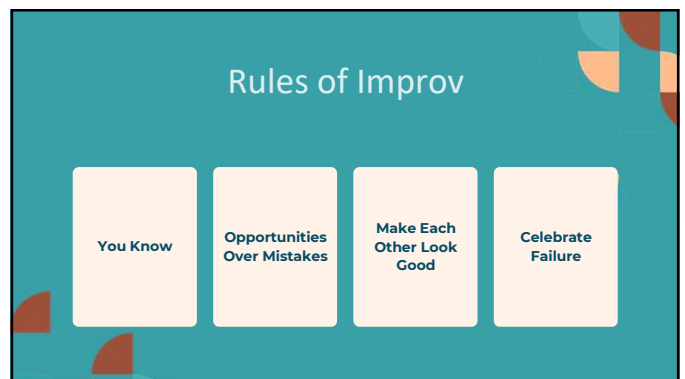 Rules of Improv
You Know
Opportunities
Over Mistakes
Make Each
Other Look
Good
Celebrate
Failure